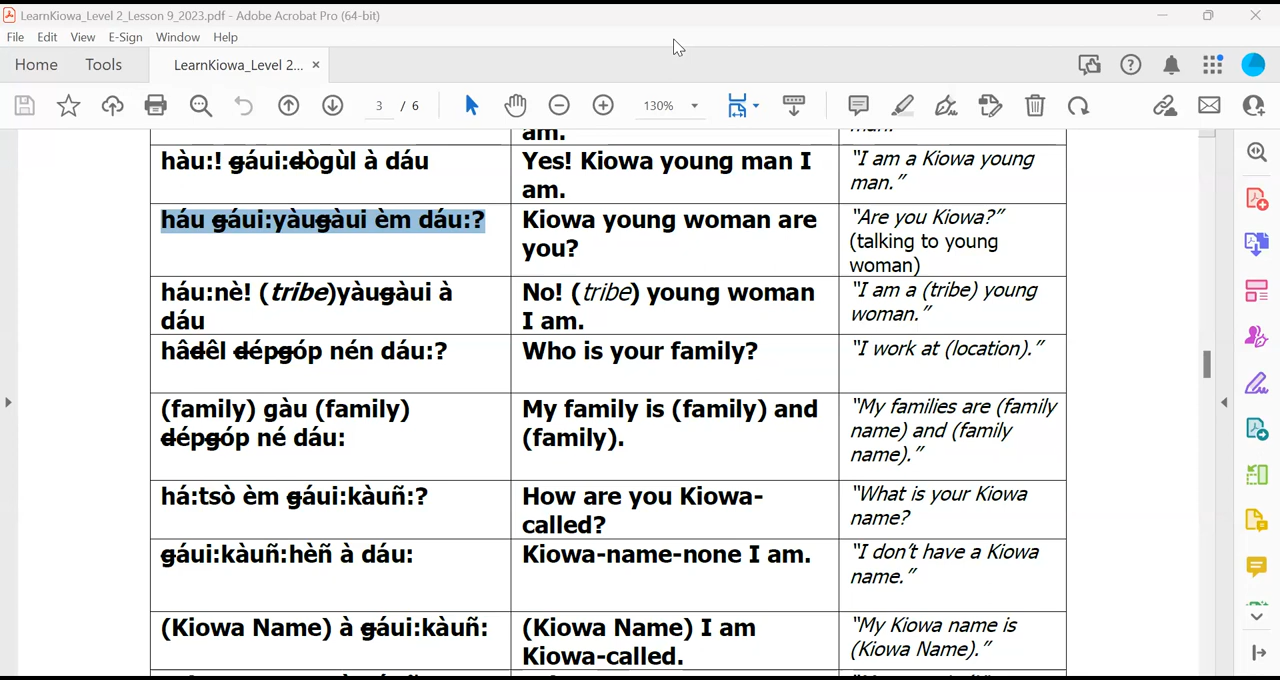 LearnKiowa_Level 2_Lesson 9_2023.pdf - Adobe Acrobat Pro (64-bit)
File Edit View E-Sign Window Help
Home Tools LearnKiowa_Level 2... ×
3 / 6 130%
am.
hàu:! g̶áui:d̶ògùl à dáu
Yes! Kiowa young man I
am.
"I am a Kiowa young
man."
háu g̶áui:yàug̶àui èm dáu:?
Kiowa young woman are
you?
"Are you Kiowa?"
(talking to young
woman)
háu:nè! (tribe)yàug̶àui à
dáu
No! (tribe) young woman
I am.
"I am a (tribe) young
woman."
hâd̶êl d̶épg̶óp nén dáu:?
Who is your family?
"I work at (location)."
(family) gàu (family)
d̶épg̶óp né dáu:
My family is (family) and
(family).
"My families are (family
name) and (family
name)."
há:tsò èm g̶áui:kàuñ:?
How are you Kiowa-
called?
"What is your Kiowa
name?
g̶áui:kàuñ:hèñ à dáu:
Kiowa-name-none I am.
"I don't have a Kiowa
name."
(Kiowa Name) à g̶áui:kàuñ:
(Kiowa Name) I am
Kiowa-called.
"My Kiowa name is
(Kiowa Name)."